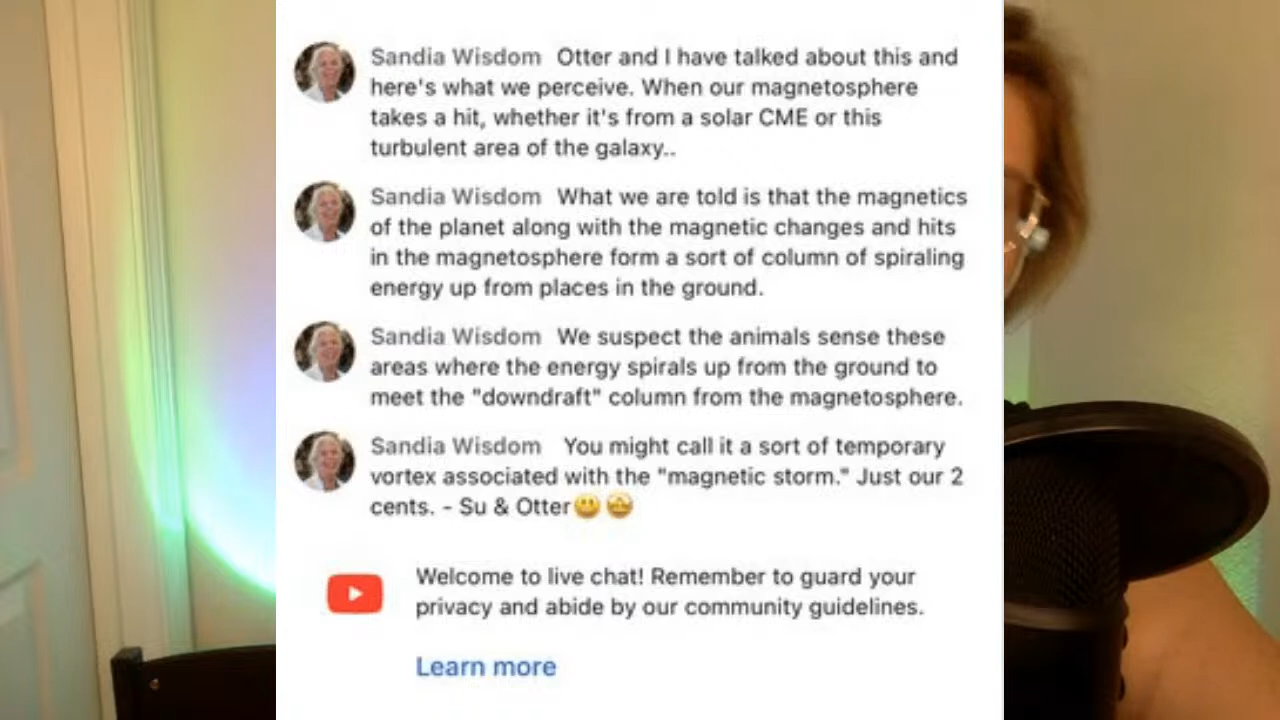 Sandia Wisdom Otter and I have talked about this and
here's what we perceive. When our magnetosphere
takes a hit, whether it's from a solar CME or this
turbulent area of the galaxy..
Sandia Wisdom What we are told is that the magnetics
of the planet along with the magnetic changes and hits
in the magnetosphere form a sort of column of spiraling
energy up from places in the ground.
Sandia Wisdom We suspect the animals sense these
areas where the energy spirals up from the ground to
meet the "downdraft" column from the magnetosphere.
Sandia Wisdom You might call it a sort of temporary
vortex associated with the "magnetic storm." Just our 2
cents. - Su & Otter😃🤩
Welcome to live chat! Remember to guard your
privacy and abide by our community guidelines.
Learn more